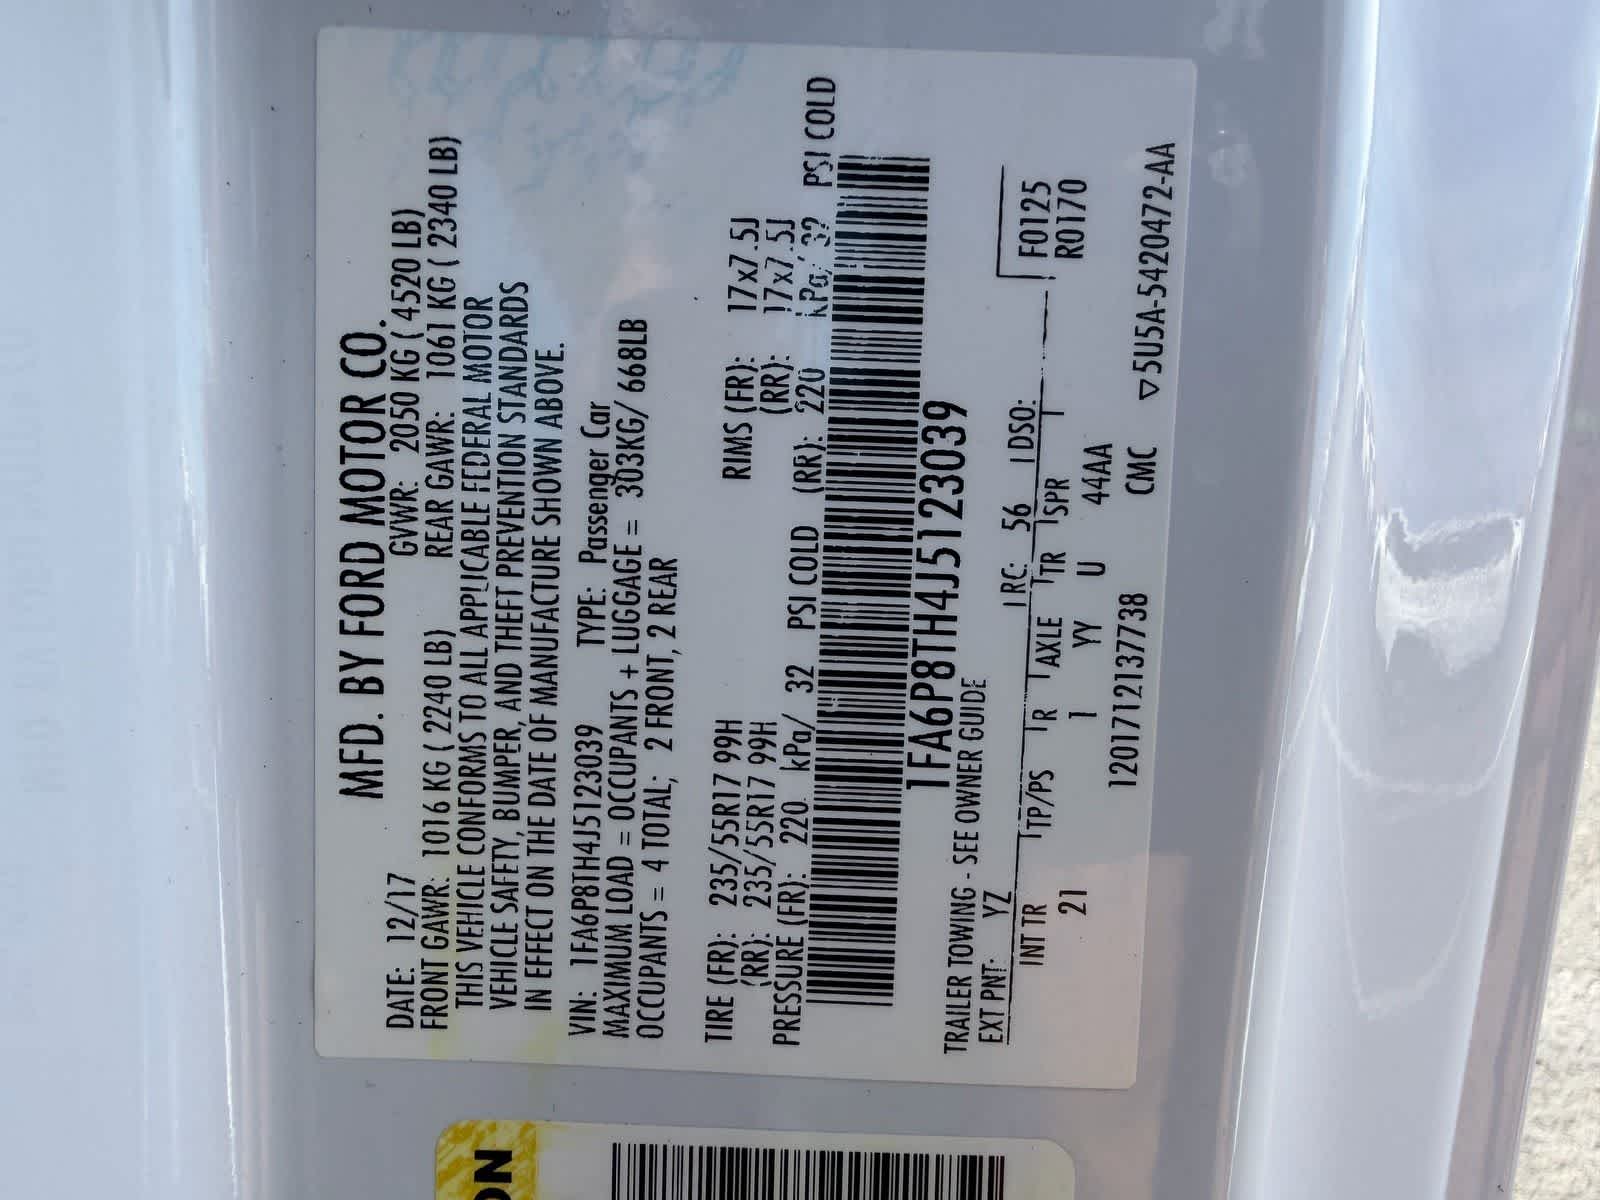 MFD. BY FORD MOTOR CO.
DATE: 12/17 GVWR: 2050 KG ( 4520 LB)
FRONT GAWR: 1016 KG ( 2240 LB) REAR GAWR: 1061 KG ( 2340 LB)
THIS VEHICLE CONFORMS TO ALL APPLICABLE FEDERAL MOTOR
VEHICLE SAFETY, BUMPER, AND THEFT PREVENTION STANDARDS
IN EFFECT ON THE DATE OF MANUFACTURE SHOWN ABOVE.
VIN: 1FA6P8TH4J5123039 TYPE: Passenger Car
MAXIMUM LOAD = OCCUPANTS + LUGGAGE = 303KG/ 668LB
OCCUPANTS = 4 TOTAL; 2 FRONT, 2 REAR
TIRE (FR): 235/55R17 99H RIMS (FR): 17x7.5J
(RR): 235/55R17 99H (RR): 17x7.5J
PRESSURE (FR): 220 kPa/ 32 PSI COLD (RR): 220 kPa/ 32 PSI COLD
1FA6P8TH4J5123039
TRAILER TOWING - SEE OWNER GUIDE
EXT PNT: YZ RC: 56 DSO: F0125
INT TR TP/PS R AXLE TR SPR R0170
21 1 YY U 44AA
120171213­7738 CMC ▽5U5A-5420472-AA
ON